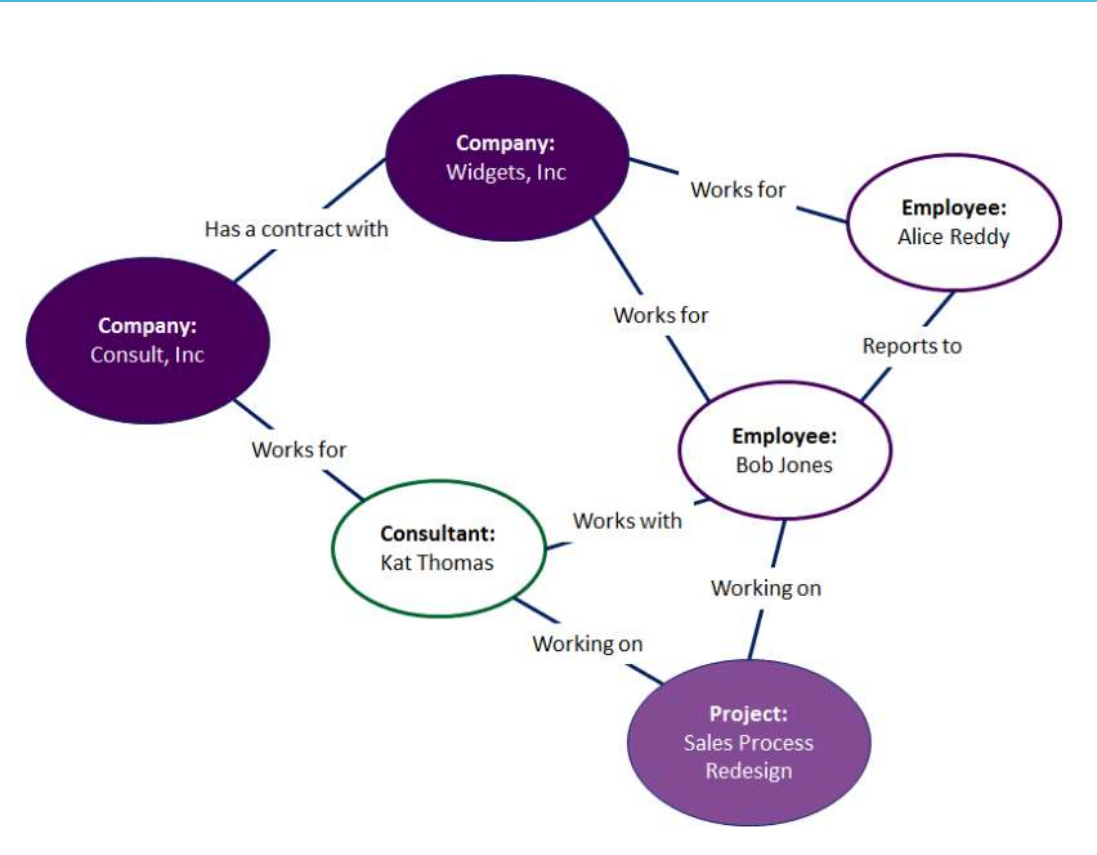 Company:
Widgets, Inc
Works for
Employee:
Alice Reddy
Has a contract with
Company:
Consult, Inc
Works for
Reports to
Employee:
Bob Jones
Works for
Consultant:
Kat Thomas
Works with
Working on
Working on
Project:
Sales Process
Redesign